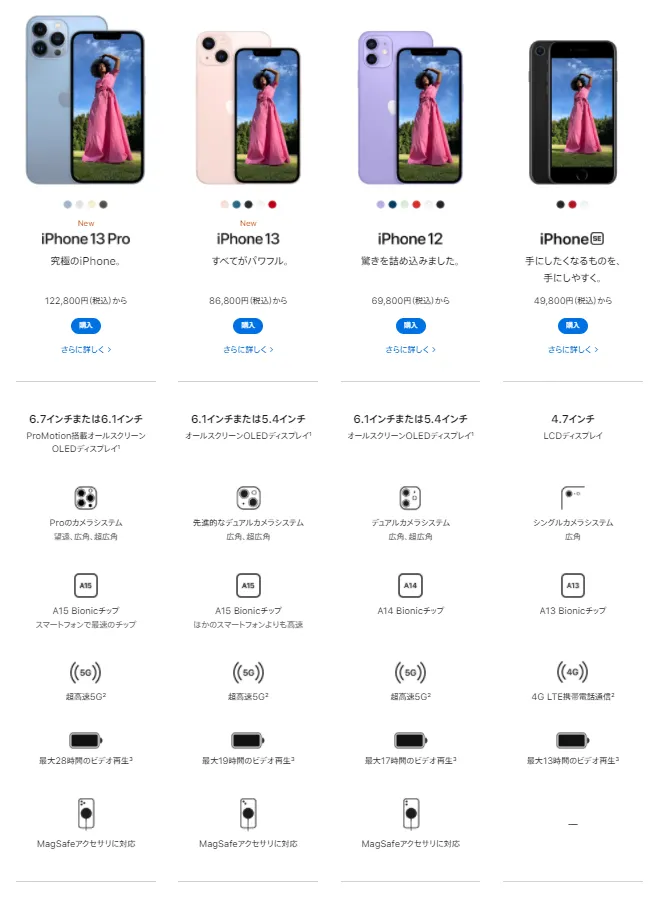 New
iPhone 13 Pro
究極のiPhone。
122,800円(税込)から
購入
さらに詳しく >
New
iPhone 13
すべてがパワフル。
86,800円(税込)から
購入
さらに詳しく >
iPhone 12
驚きを詰め込みました。
69,800円(税込)から
購入
さらに詳しく >
iPhone SE
手にしたくなるものを、
手にしやすく。
49,800円(税込)から
購入
さらに詳しく >
6.7インチまたは6.1インチ
ProMotion搭載オールスクリーン
OLEDディスプレイ¹
6.1インチまたは5.4インチ
オールスクリーンOLEDディスプレイ¹
6.1インチまたは5.4インチ
オールスクリーンOLEDディスプレイ¹
4.7インチ
LCDディスプレイ
Proのカメラシステム
望遠、広角、超広角
先進的なデュアルカメラシステム
広角、超広角
デュアルカメラシステム
広角、超広角
シングルカメラシステム
広角
A15
A15 Bionicチップ
スマートフォンで最速のチップ
A15
A15 Bionicチップ
ほかのスマートフォンよりも高速
A14
A14 Bionicチップ
A13
A13 Bionicチップ
5G
超高速5G²
5G
超高速5G²
5G
超高速5G²
4G
4G LTE携帯電話通信²
最大28時間のビデオ再生³
最大19時間のビデオ再生³
最大17時間のビデオ再生³
最大13時間のビデオ再生³
MagSafeアクセサリに対応
MagSafeアクセサリに対応
MagSafeアクセサリに対応
—